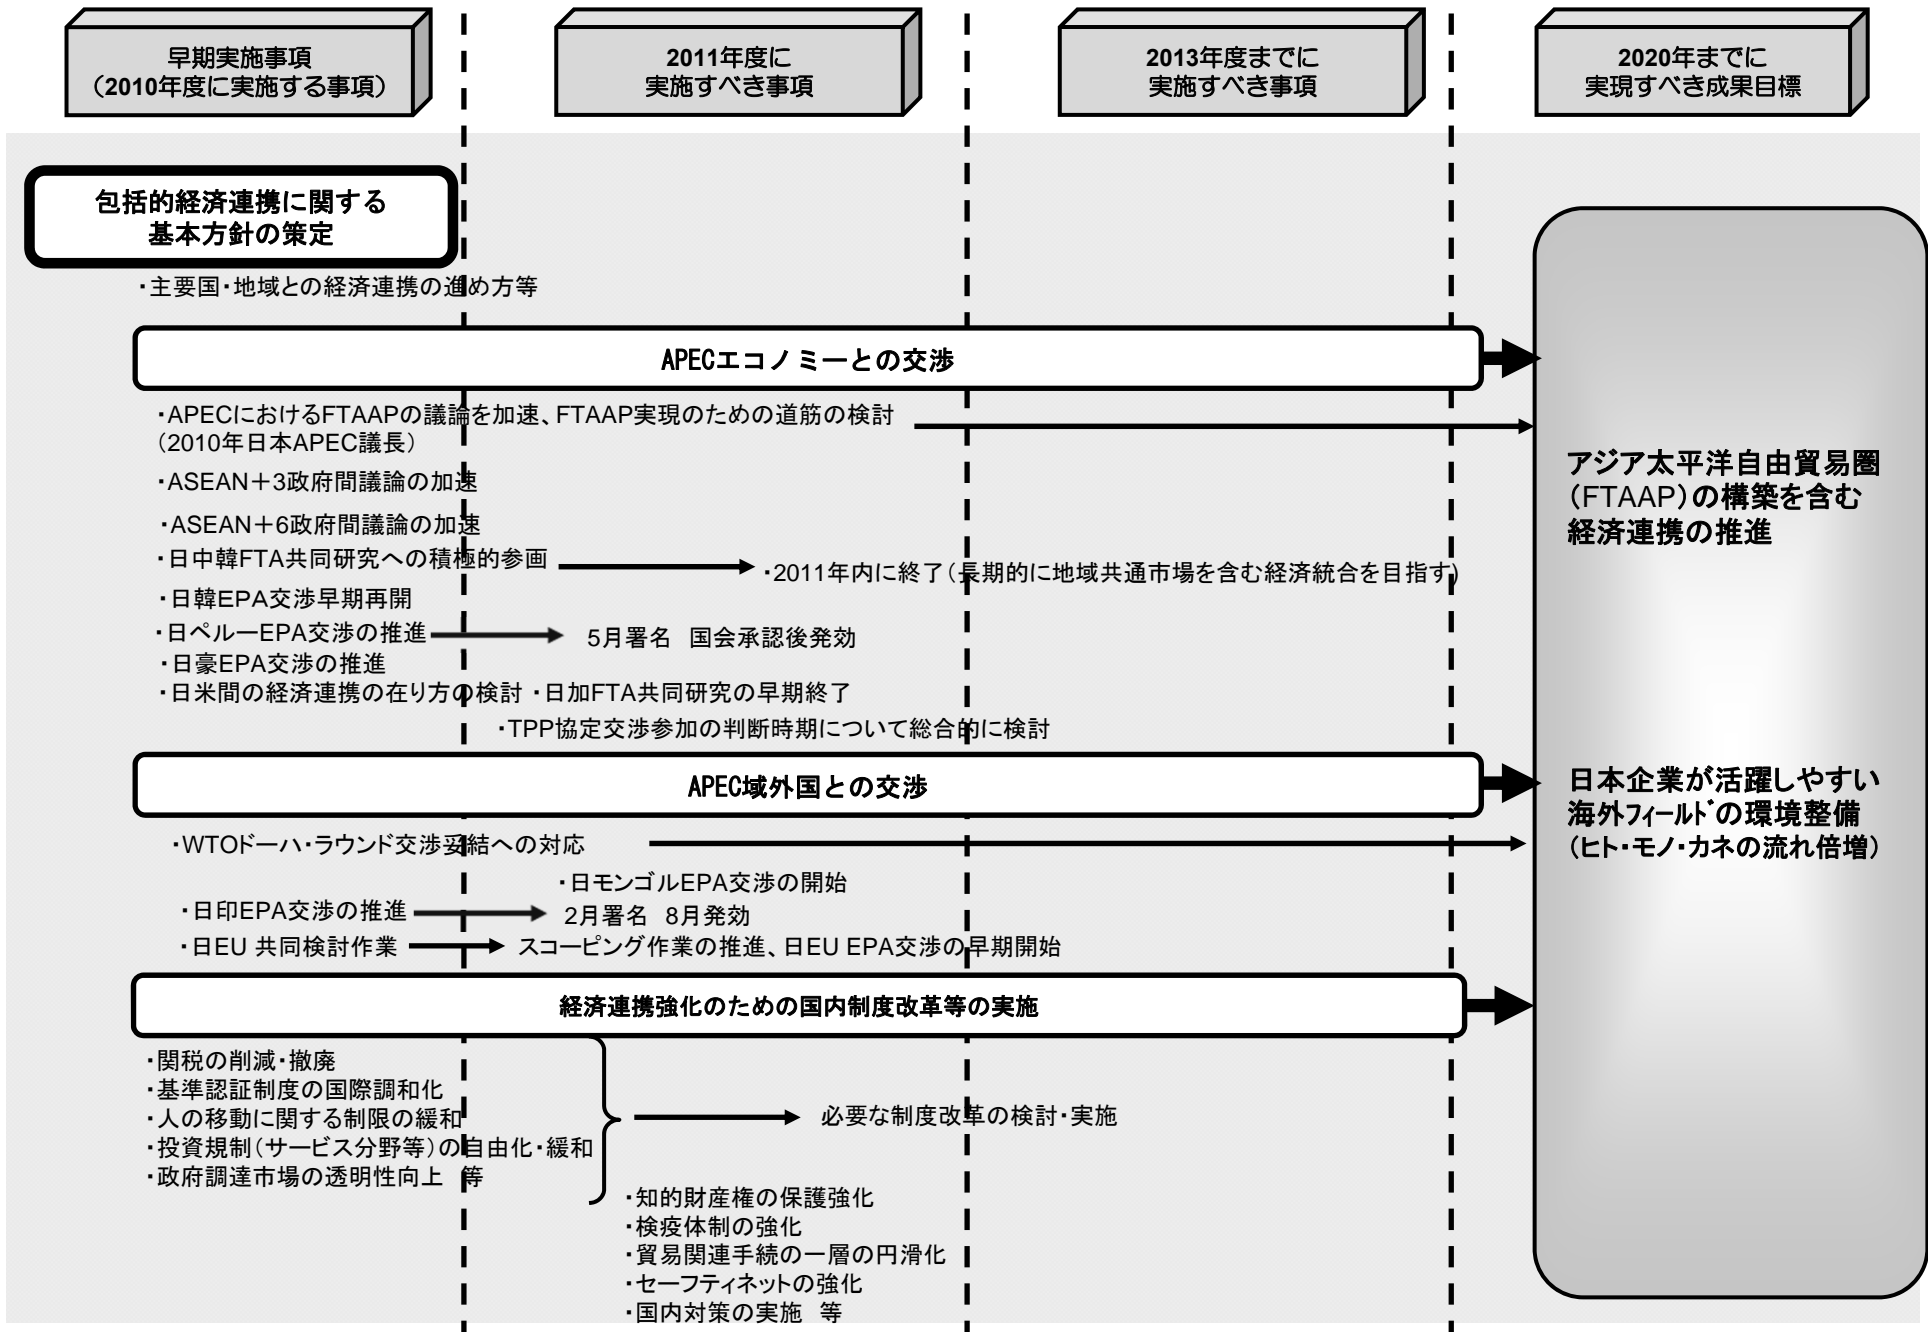 早期実施事項
（2010年度に実施する事項）
2011年度に
実施すべき事項
2013年度までに
実施すべき事項
2020年までに
実現すべき成果目標
包括的経済連携に関する
基本方針の策定
・主要国・地域との経済連携の進め方等
APECエコノミーとの交渉
・APECにおけるFTAAPの議論を加速、FTAAP実現のための道筋の検討
（2010年日本APEC議長）
・ASEAN＋3政府間議論の加速
・ASEAN＋6政府間議論の加速
・日中韓FTA共同研究への積極的参画
・2011年内に終了（長期的に地域共通市場を含む経済統合を目指す）
・日韓EPA交渉早期再開
・日ペルーEPA交渉の推進
5月署名　国会承認後発効
・日豪EPA交渉の推進
・日米間の経済連携の在り方の検討 ・日加FTA共同研究の早期終了
・TPP協定交渉参加の判断時期について総合的に検討
APEC域外国との交渉
・WTOドーハ・ラウンド交渉妥結への対応
・日モンゴルEPA交渉の開始
・日印EPA交渉の推進
2月署名　8月発効
・日EU 共同検討作業
スコーピング作業の推進、日EU EPA交渉の早期開始
経済連携強化のための国内制度改革等の実施
・関税の削減・撤廃
・基準認証制度の国際調和化
・人の移動に関する制限の緩和
・投資規制（サービス分野等）の自由化・緩和
・政府調達市場の透明性向上　等
必要な制度改革の検討・実施
・知的財産権の保護強化
・検疫体制の強化
・貿易関連手続の一層の円滑化
・セーフティネットの強化
・国内対策の実施　等
アジア太平洋自由貿易圏
（FTAAP）の構築を含む
経済連携の推進
日本企業が活躍しやすい
海外ﾌｨｰﾙﾄﾞの環境整備
（ヒト・モノ・カネの流れ倍増）